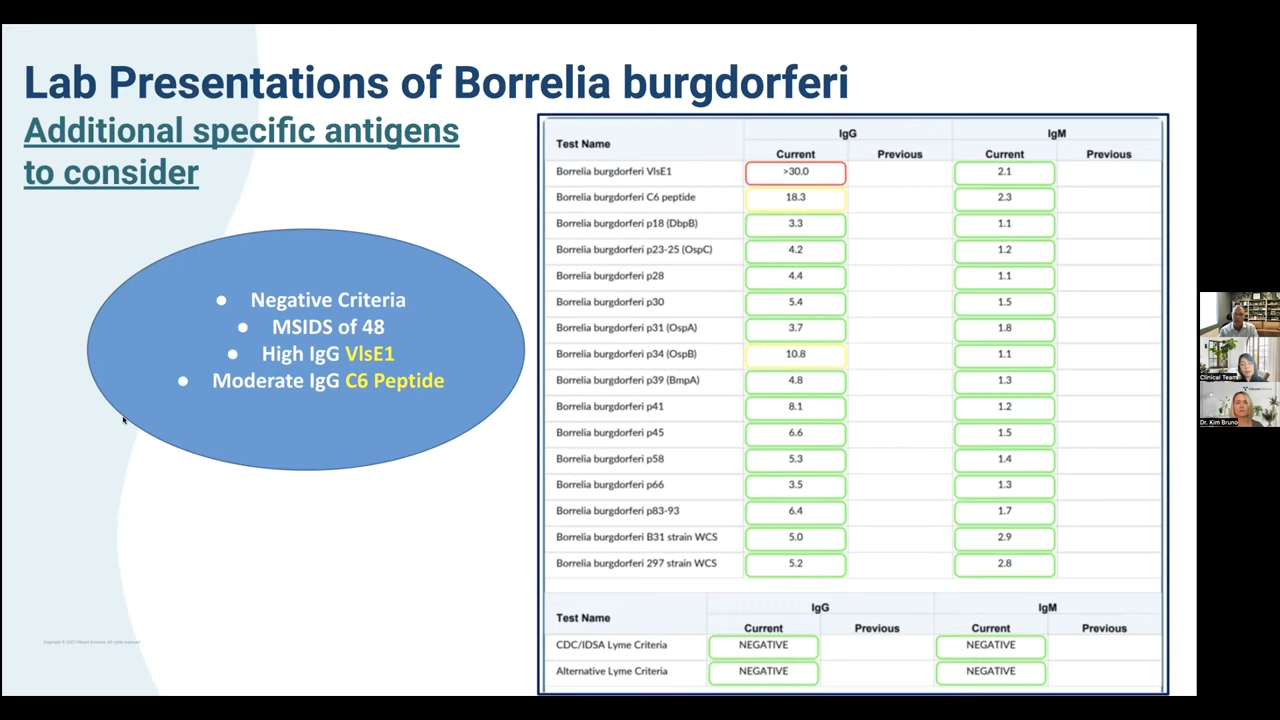 Lab Presentations of Borrelia burgdorferi
Additional specific antigens
to consider
● Negative Criteria
● MSIDS of 48
● High IgG VlsE1
● Moderate IgG C6 Peptide
Test Name IgG IgM
Current Previous Current Previous
Borrelia burgdorferi VlsE1 >30.0 2.1
Borrelia burgdorferi C6 peptide 18.3 2.3
Borrelia burgdorferi p18 (DbpB) 3.3 1.1
Borrelia burgdorferi p23-25 (OspC) 4.2 1.2
Borrelia burgdorferi p28 4.4 1.1
Borrelia burgdorferi p30 5.4 1.5
Borrelia burgdorferi p31 (OspA) 3.7 1.8
Borrelia burgdorferi p34 (OspB) 10.8 1.1
Borrelia burgdorferi p39 (BmpA) 4.8 1.3
Borrelia burgdorferi p41 8.1 1.2
Borrelia burgdorferi p45 6.6 1.5
Borrelia burgdorferi p58 5.3 1.4
Borrelia burgdorferi p66 3.5 1.3
Borrelia burgdorferi p83-93 6.4 1.7
Borrelia burgdorferi B31 strain WCS 5.0 2.9
Borrelia burgdorferi 297 strain WCS 5.2 2.8
Test Name IgG IgM
Current Previous Current Previous
CDC/IDSA Lyme Criteria NEGATIVE NEGATIVE
Alternative Lyme Criteria NEGATIVE NEGATIVE
Clinical Team
Dr. Kim Bruno